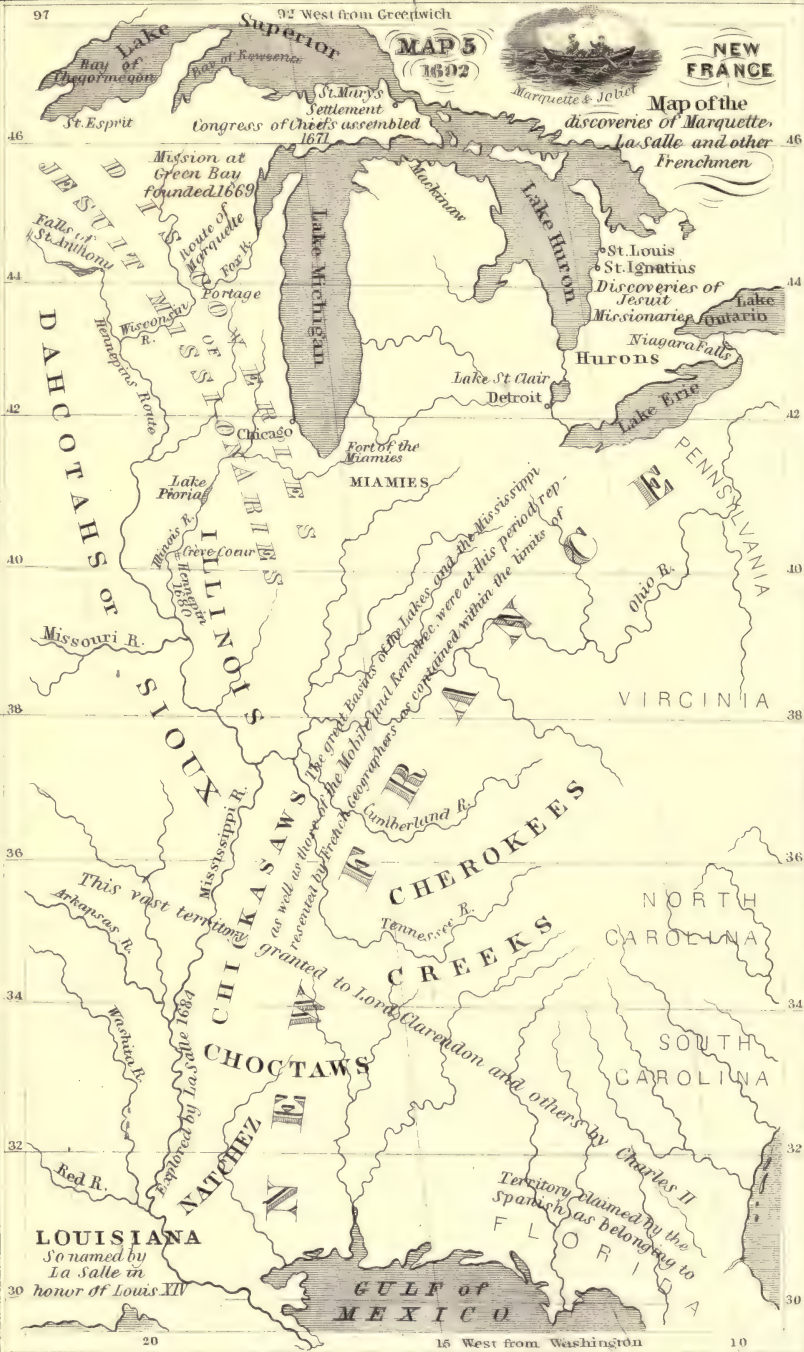 97
92 West from Greenwich
MAP 5
1692
NEW
FRANCE
Marquette & Joliet
Map of the
discoveries of Marquette,
La Salle and other
Frenchmen
Lake
Superior
Bay of
Chegormegon
Bay of Keweena
St. Esprit
St. Mary's
Settlement
Congress of Chiefs assembled
1671
46
46
Mission at
Green Bay
founded 1669
Mackinaw
JESUIT MISSIONARIES
DISCOVERIES
OF
Route of
Marquette
Fox R.
Falls of
St. Anthony
Lake Michigan
Lake Huron
St. Louis
St. Ignatius
Discoveries of
Jesuit
Missionaries
Lake
Ontario
44
44
Portage
Wisconsin
R.
Hennepins Route
DAHCOTAHS or
SIOUX
Niagara Falls
Hurons
Lake St Clair
Detroit
Lake Erie
42
42
Chicago
Fort of the
Miamies
MIAMIES
PENNSYLVANIA
Lake
Pioria
Illinois R.
Crève Coeur
Hennepin
1680
ILLINOIS
40
40
Ohio R.
Missouri R.
VIRGINIA
38
38
NEW FRANCE
The great Basins of the Lakes and the Mississippi
as well as those of the Mobile and Kennebec were at this period rep-
resented by French Geographers as contained within the limits of
Mississippi R.
Cumberland R.
CHICKASAWS
CHEROKEES
36
36
This vast territory granted to Lord Clarendon and others by Charles II
Arkansas R.
Tennessee R.
NORTH
CAROLINA
CREEKS
34
34
Washita R.
Explored by La Salle 1684
CHOCTAWS
SOUTH
CAROLINA
32
32
NATCHEZ
Red R.
Territory claimed by the
Spanish as belonging to
FLORIDA
LOUISIANA
So named by
La Salle in
honor of Louis XIV
30
30
GULF of
MEXICO
20
15 West from Washington
10